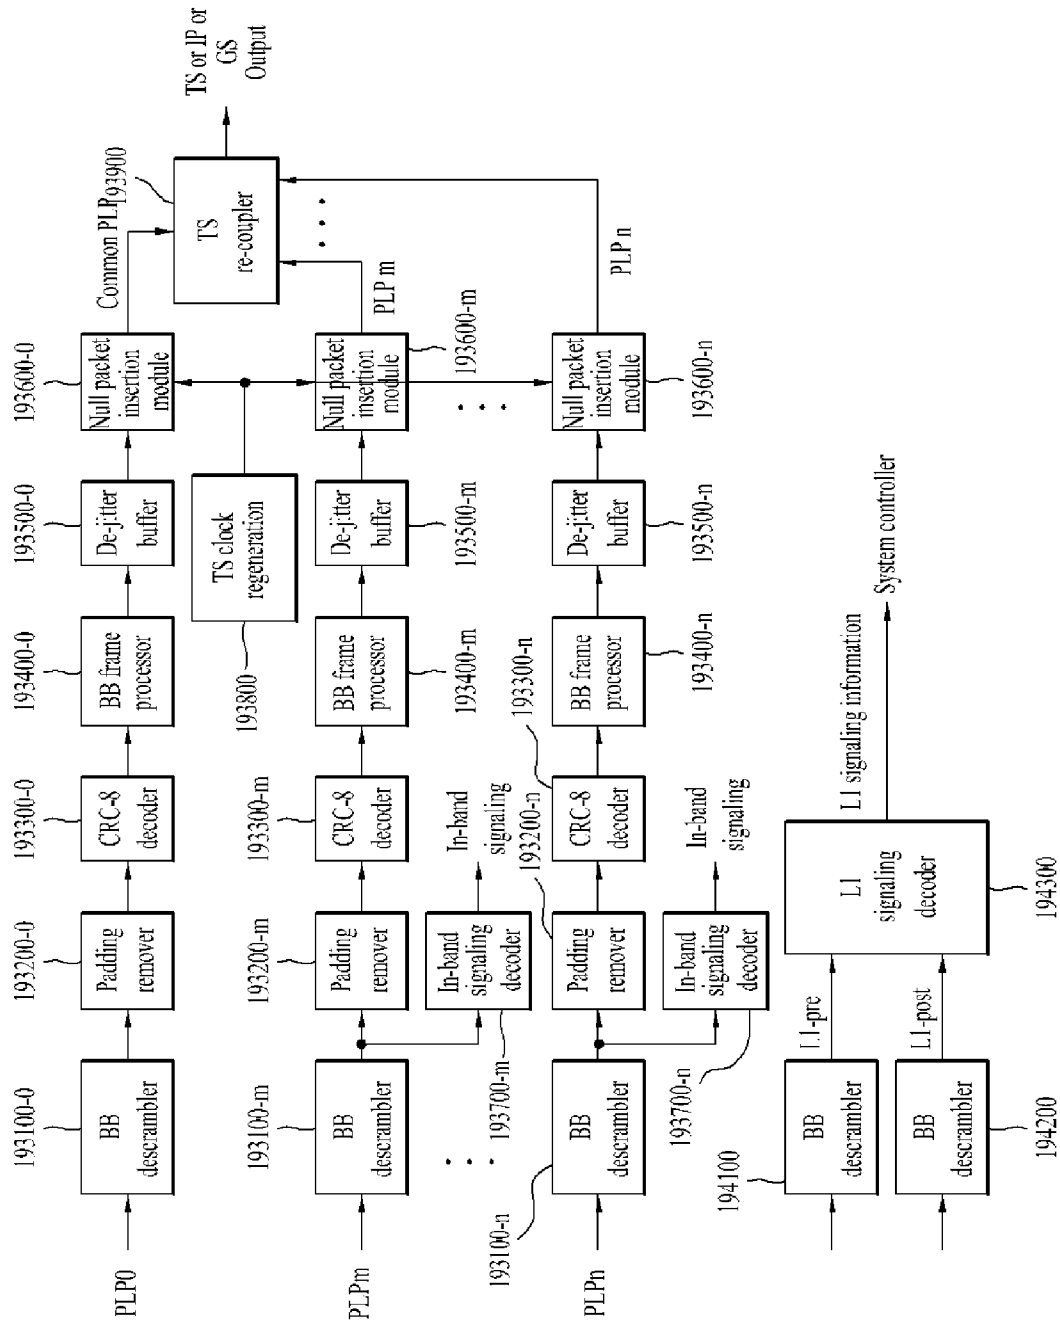 193100-0
193200-0
193300-0
193400-0
193500-0
193600-0
PLP0
BB
descrambler
Padding
remover
CRC-8
decoder
BB frame
processor
De-jitter
buffer
Null packet
insertion
module
Common PLP
193900
TS
re-coupler
TS or IP or
GS
Output
193800
TS clock
regeneration
193100-m
193200-m
193300-m
PLPm
BB
descrambler
Padding
remover
CRC-8
decoder
BB frame
processor
De-jitter
buffer
Null packet
insertion
module
PLP m
193400-m
193500-m
193600-m
In-band
signaling
decoder
In-band
signaling
193700-m
193100-n
193200-n
193300-n
PLPn
BB
descrambler
Padding
remover
CRC-8
decoder
BB frame
processor
De-jitter
buffer
Null packet
insertion
module
PLP n
193400-n
193500-n
193600-n
In-band
signaling
decoder
In-band
signaling
193700-n
194100
BB
descrambler
L1-pre
L1
signaling
decoder
L1 signaling information
System controller
BB
descrambler
L1-post
194200
194300